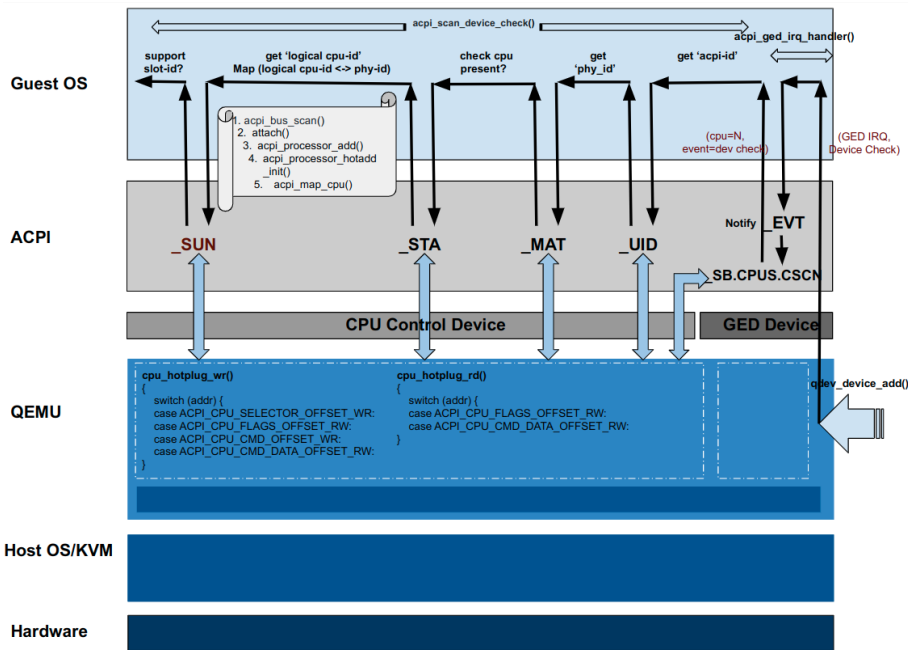 acpi_scan_device_check()
acpi_ged_irq_handler()
support
slot-id?
get ‘logical cpu-id’
Map (logical cpu-id <-> phy-id)
check cpu
present?
get
‘phy_id’
get ‘acpi-id’
Guest OS
1. acpi_bus_scan()
2. attach()
3. acpi_processor_add()
4. acpi_processor_hotadd
_init()
5. acpi_map_cpu()
(cpu=N,
event=dev check)
(GED IRQ,
Device Check)
ACPI
Notify
_EVT
_SUN
_STA
_MAT
_UID
_SB.CPUS.CSCN
CPU Control Device
GED Device
QEMU
cpu_hotplug_wr()
{
switch (addr) {
case ACPI_CPU_SELECTOR_OFFSET_WR:
case ACPI_CPU_FLAGS_OFFSET_RW:
case ACPI_CPU_CMD_OFFSET_WR:
case ACPI_CPU_CMD_DATA_OFFSET_RW:
}
cpu_hotplug_rd()
{
switch (addr) {
case ACPI_CPU_FLAGS_OFFSET_RW:
case ACPI_CPU_CMD_DATA_OFFSET_RW:
}
qdev_device_add()
Host OS/KVM
Hardware